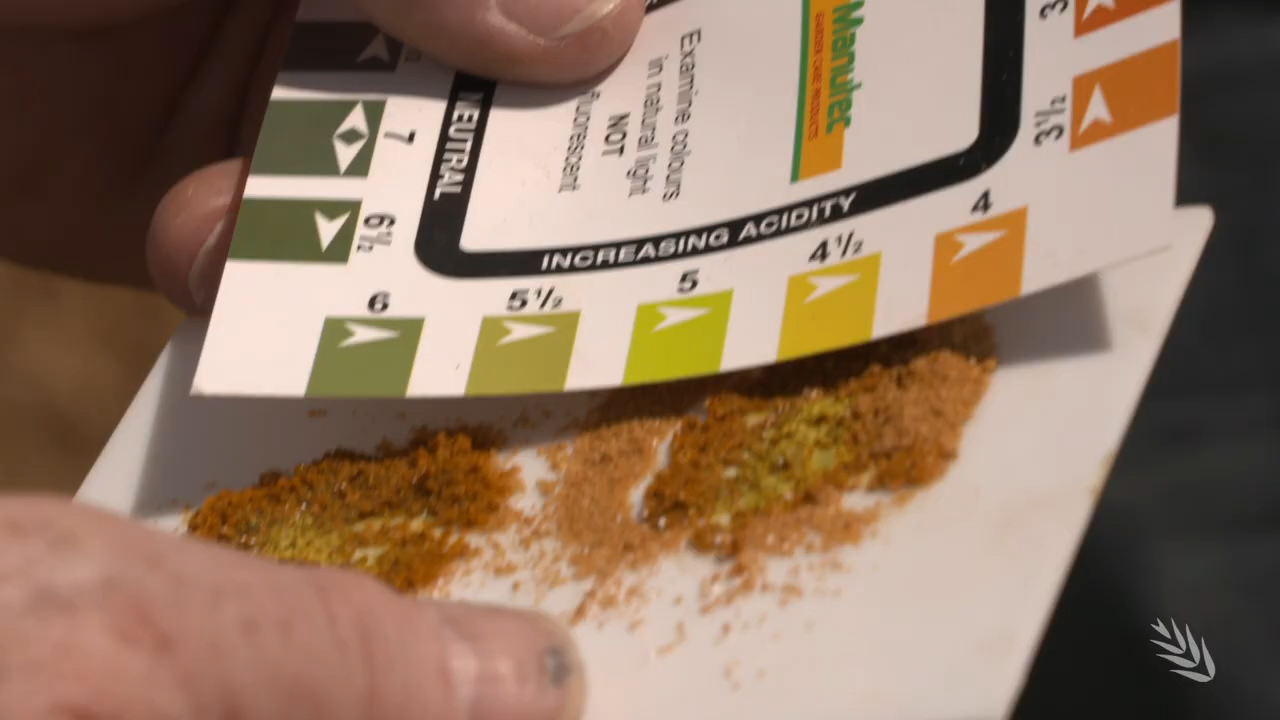 Manutec
GARDEN CARE PRODUCTS
Examine colours
in natural light
NOT
fluorescent
NEUTRAL
INCREASING ACIDITY
7
6½
6
5½
5
4½
4
3½